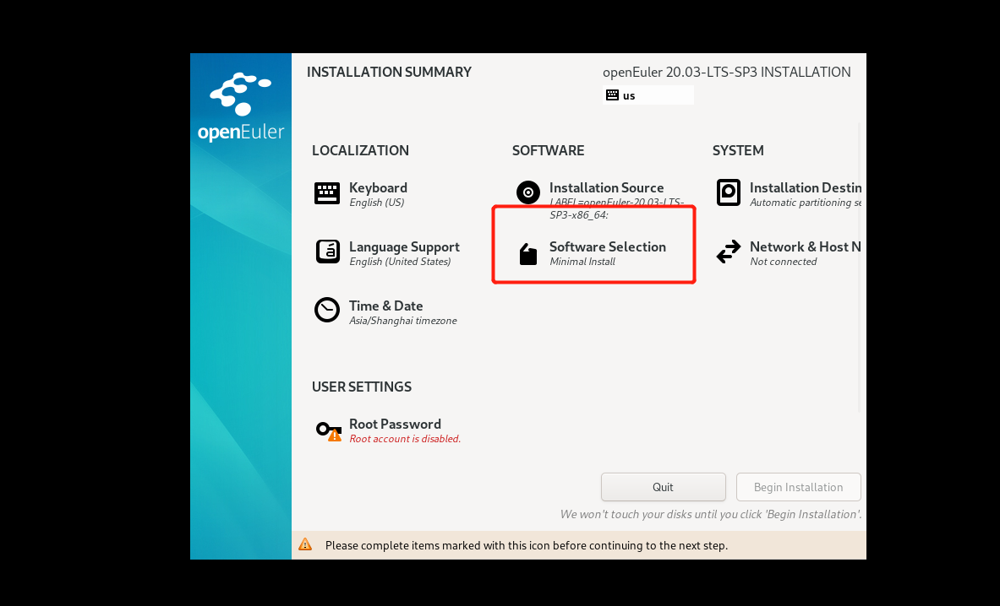 openEuler
INSTALLATION SUMMARY
openEuler 20.03-LTS-SP3 INSTALLATION
us
LOCALIZATION
Keyboard
English (US)
Language Support
English (United States)
Time & Date
Asia/Shanghai timezone
SOFTWARE
Installation Source
LABEL=openEuler-20.03-LTS-
SP3-x86_64:
Software Selection
Minimal Install
SYSTEM
Installation Destin
Automatic partitioning se
Network & Host N
Not connected
USER SETTINGS
Root Password
Root account is disabled.
Quit
Begin Installation
We won't touch your disks until you click 'Begin Installation'.
Please complete items marked with this icon before continuing to the next step.